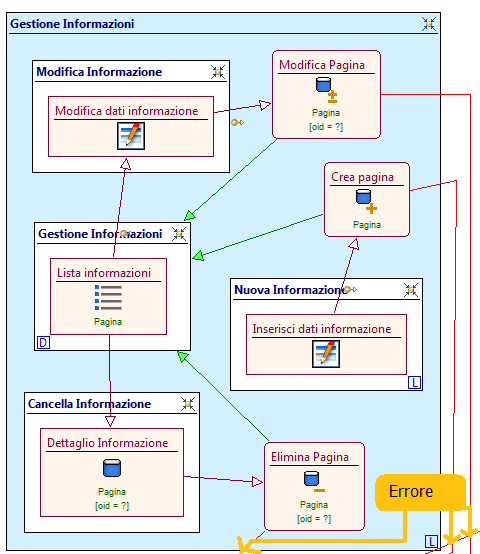 Gestione Informazioni
Modifica Informazione
Modifica dati informazione
Modifica Pagina
Pagina
[oid = ?]
Crea pagina
Pagina
Gestione Informazioni
Lista informazioni
Pagina
D
Nuova Informazione
Inserisci dati informazione
L
Cancella Informazione
Dettaglio Informazione
Pagina
[oid = ?]
Elimina Pagina
Pagina
[oid = ?]
Errore
L